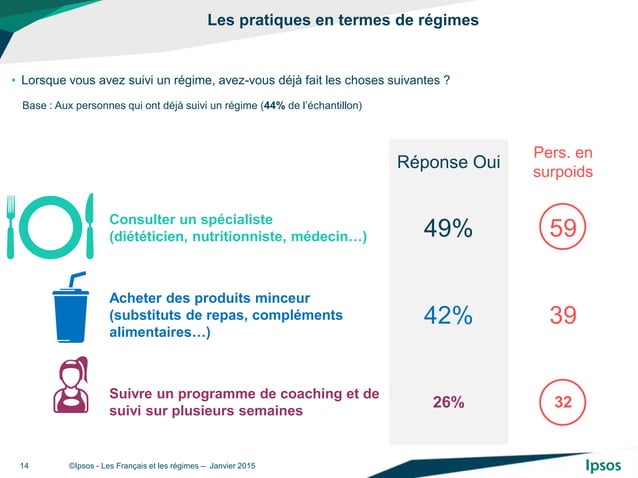 Les pratiques en termes de régimes
• Lorsque vous avez suivi un régime, avez-vous déjà fait les choses suivantes ?
Base : Aux personnes qui ont déjà suivi un régime (44% de l’échantillon)
Réponse Oui
Pers. en
surpoids
Consulter un spécialiste
(diététicien, nutritionniste, médecin…)
49%
59
Acheter des produits minceur
(substituts de repas, compléments
alimentaires…)
42%
39
Suivre un programme de coaching et de
suivi sur plusieurs semaines
26%
32
14
©Ipsos - Les Français et les régimes – Janvier 2015
Ipsos